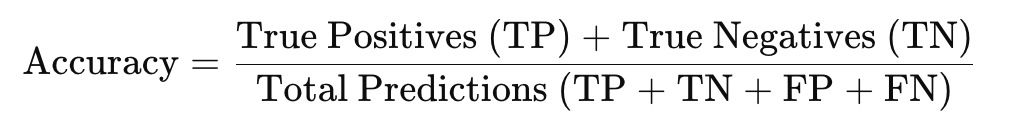 Accuracy = True Positives (TP) + True Negatives (TN)
Total Predictions (TP + TN + FP + FN)